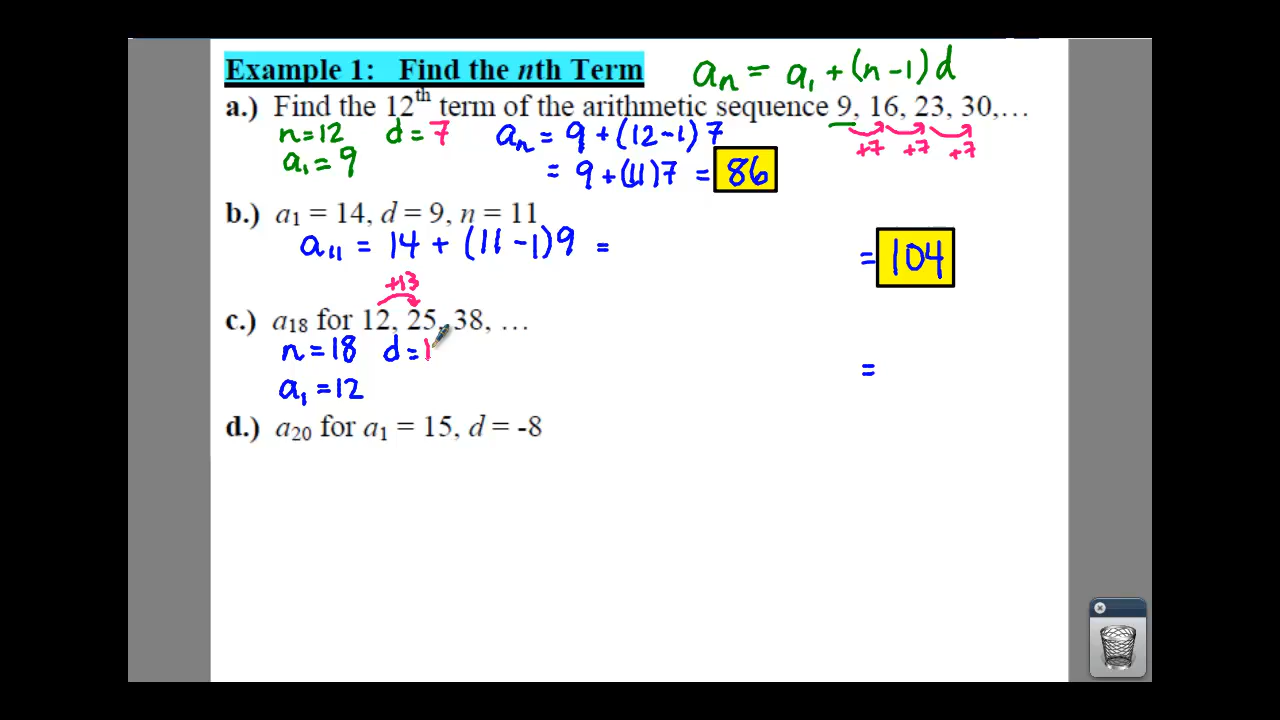 Example 1: Find the nth Term aₙ = a₁ + (n - 1) d
a.) Find the 12th term of the arithmetic sequence 9, 16, 23, 30,…
n = 12 d = 7 aₙ = 9 + (12 - 1) 7 +7 +7 +7
a₁ = 9 = 9 + (11) 7 = 86
b.) a₁ = 14, d = 9, n = 11
a₁₁ = 14 + (11 - 1) 9 = = 104
+13
c.) a₁₈ for 12, 25, 38, …
n = 18 d = 1
a₁ = 12 =
d.) a₂₀ for a₁ = 15, d = -8